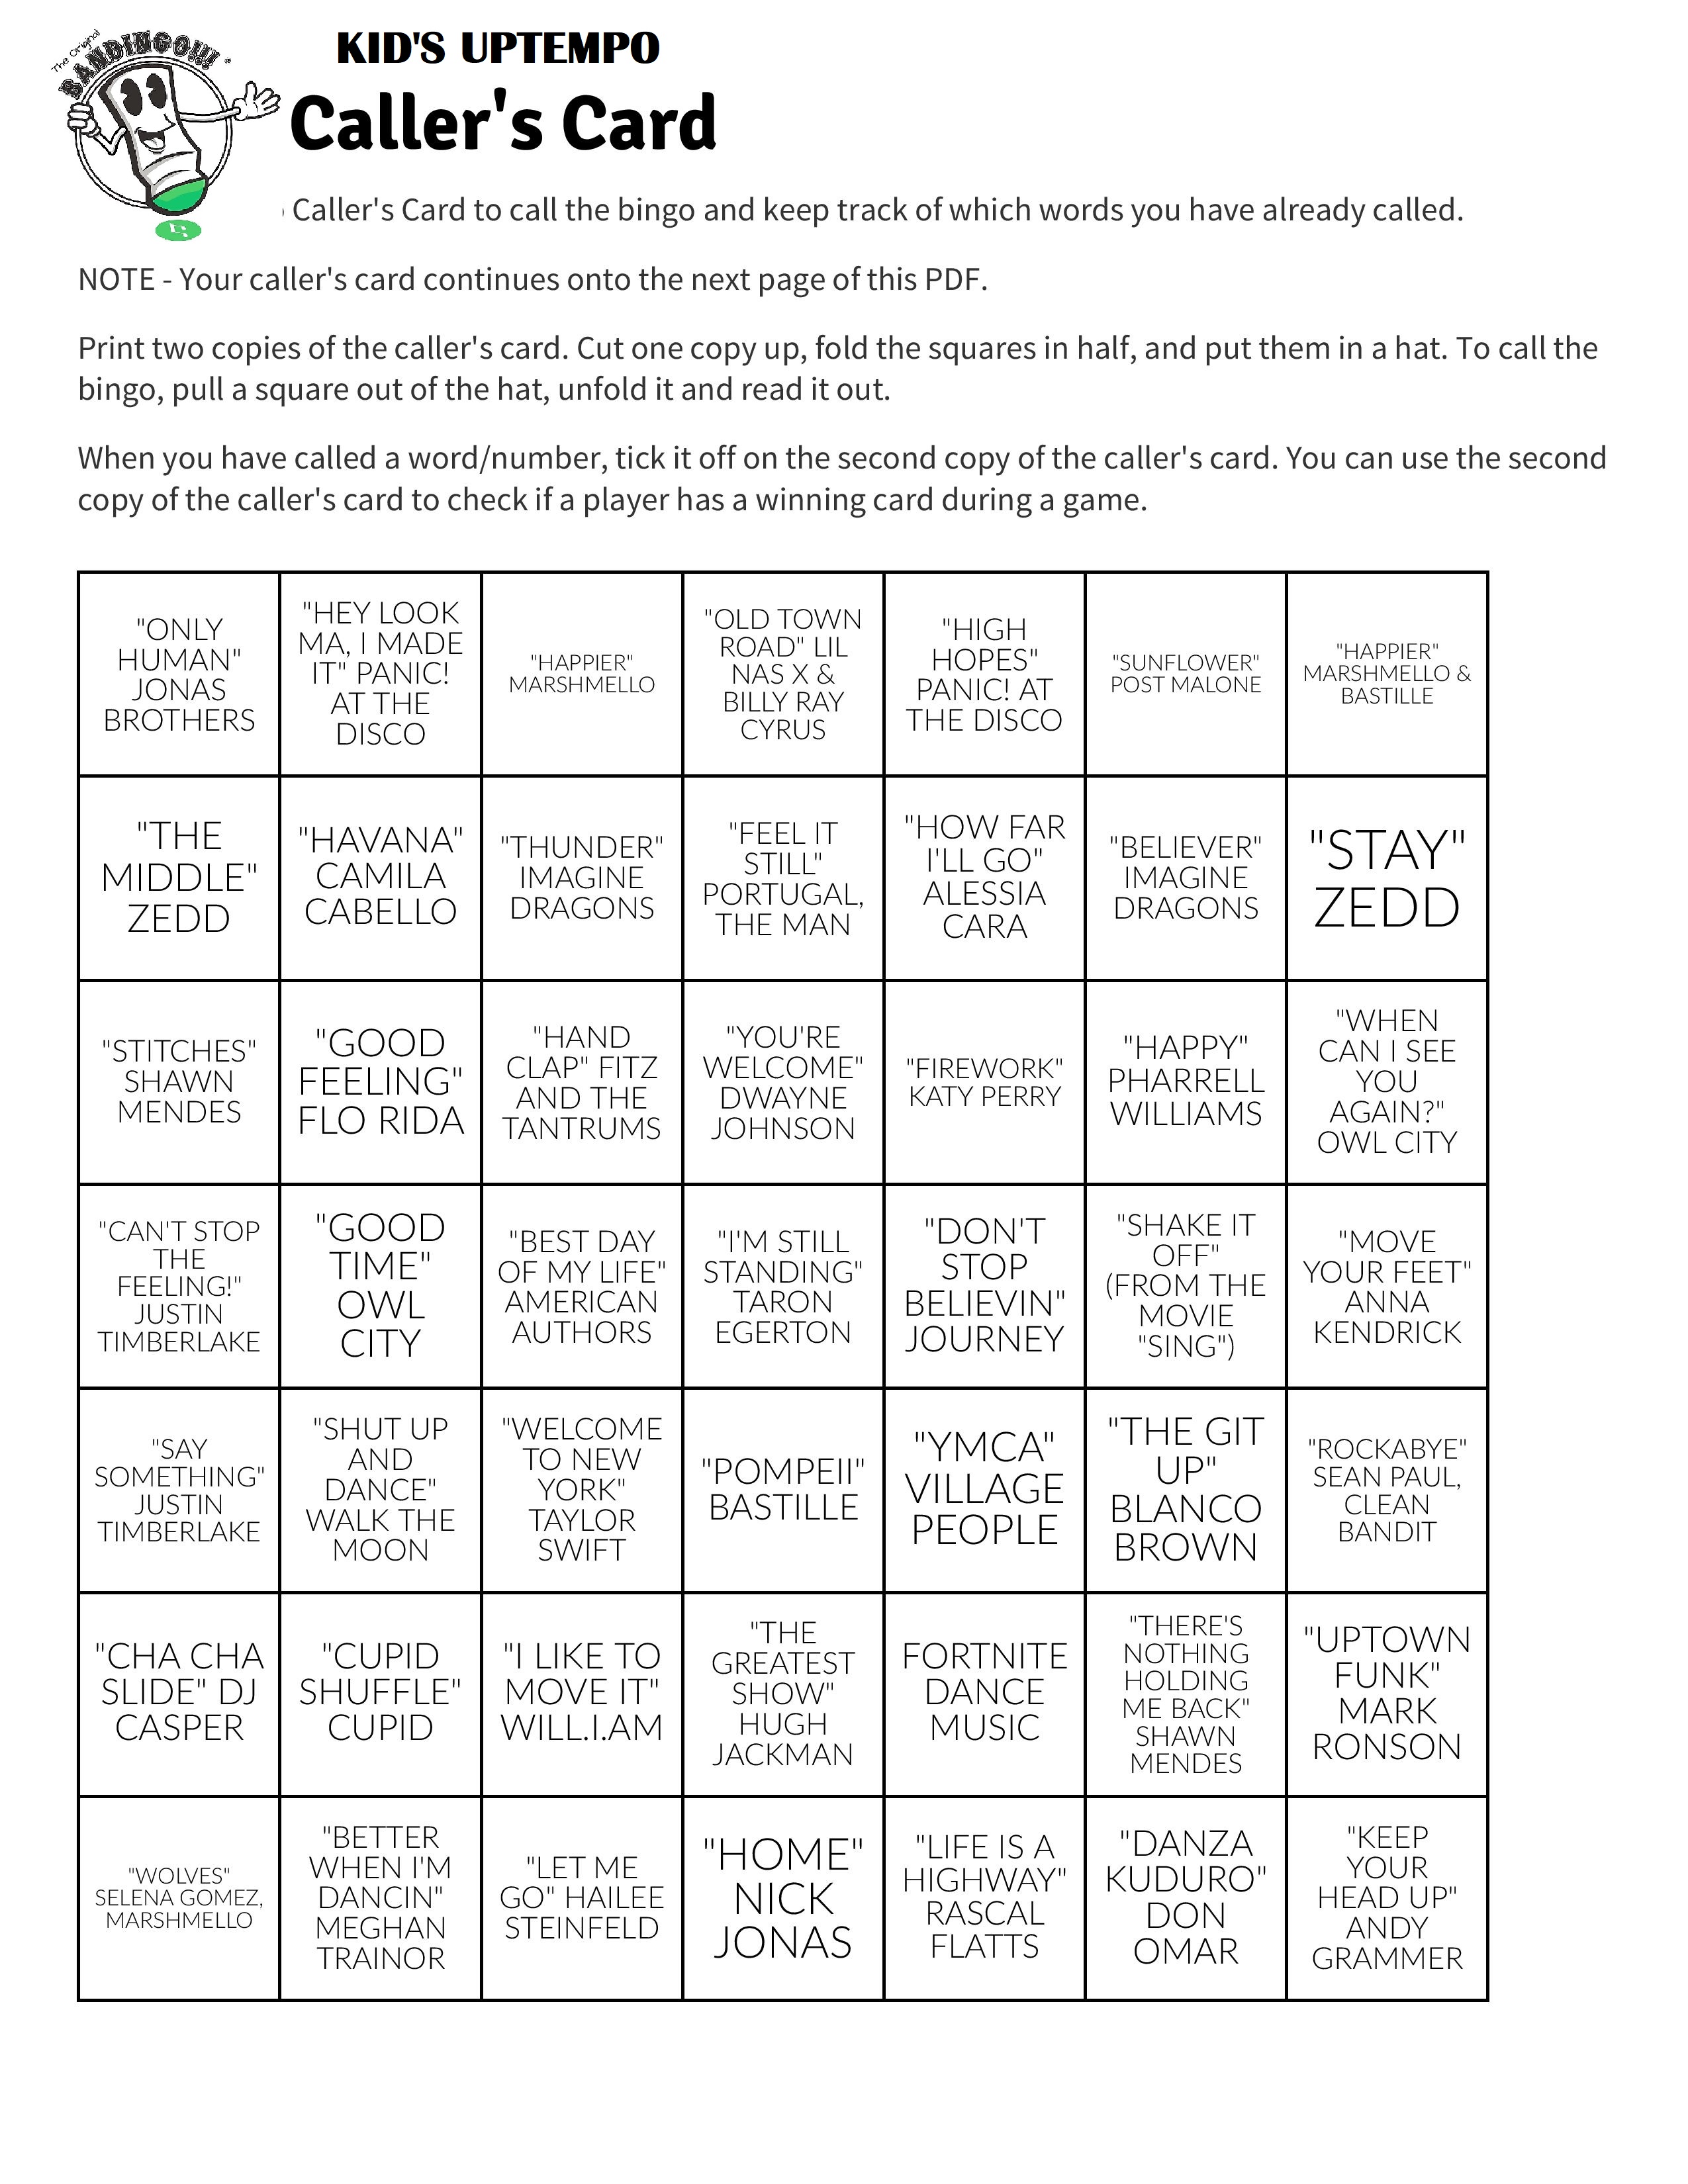 The Original
BANDINGO!!!
KID'S UPTEMPO
Caller's Card
Caller's Card to call the bingo and keep track of which words you have already called.
NOTE - Your caller's card continues onto the next page of this PDF.
Print two copies of the caller's card. Cut one copy up, fold the squares in half, and put them in a hat. To call the
bingo, pull a square out of the hat, unfold it and read it out.
When you have called a word/number, tick it off on the second copy of the caller's card. You can use the second
copy of the caller's card to check if a player has a winning card during a game.
"ONLY
HUMAN"
JONAS
BROTHERS
"HEY LOOK
MA, I MADE
IT" PANIC!
AT THE
DISCO
"HAPPIER"
MARSHMELLO
"OLD TOWN
ROAD" LIL
NAS X &
BILLY RAY
CYRUS
"HIGH
HOPES"
PANIC! AT
THE DISCO
"SUNFLOWER"
POST MALONE
"HAPPIER"
MARSHMELLO &
BASTILLE
"THE
MIDDLE"
ZEDD
"HAVANA"
CAMILA
CABELLO
"THUNDER"
IMAGINE
DRAGONS
"FEEL IT
STILL"
PORTUGAL,
THE MAN
"HOW FAR
I'LL GO"
ALESSIA
CARA
"BELIEVER"
IMAGINE
DRAGONS
"STAY"
ZEDD
"STITCHES"
SHAWN
MENDES
"GOOD
FEELING"
FLO RIDA
"HAND
CLAP" FITZ
AND THE
TANTRUMS
"YOU'RE
WELCOME"
DWAYNE
JOHNSON
"FIREWORK"
KATY PERRY
"HAPPY"
PHARRELL
WILLIAMS
"WHEN
CAN I SEE
YOU
AGAIN?"
OWL CITY
"CAN'T STOP
THE
FEELING!"
JUSTIN
TIMBERLAKE
"GOOD
TIME"
OWL
CITY
"BEST DAY
OF MY LIFE"
AMERICAN
AUTHORS
"I'M STILL
STANDING"
TARON
EGERTON
"DON'T
STOP
BELIEVIN"
JOURNEY
"SHAKE IT
OFF"
(FROM THE
MOVIE
"SING")
"MOVE
YOUR FEET"
ANNA
KENDRICK
"SAY
SOMETHING"
JUSTIN
TIMBERLAKE
"SHUT UP
AND
DANCE"
WALK THE
MOON
"WELCOME
TO NEW
YORK"
TAYLOR
SWIFT
"POMPEII"
BASTILLE
"YMCA"
VILLAGE
PEOPLE
"THE GIT
UP"
BLANCO
BROWN
"ROCKABYE"
SEAN PAUL,
CLEAN
BANDIT
"CHA CHA
SLIDE" DJ
CASPER
"CUPID
SHUFFLE"
CUPID
"I LIKE TO
MOVE IT"
WILL.I.AM
"THE
GREATEST
SHOW"
HUGH
JACKMAN
FORTNITE
DANCE
MUSIC
"THERE'S
NOTHING
HOLDING
ME BACK"
SHAWN
MENDES
"UPTOWN
FUNK"
MARK
RONSON
"WOLVES"
SELENA GOMEZ,
MARSHMELLO
"BETTER
WHEN I'M
DANCIN"
MEGHAN
TRAINOR
"LET ME
GO" HAILEE
STEINFELD
"HOME"
NICK
JONAS
"LIFE IS A
HIGHWAY"
RASCAL
FLATTS
"DANZA
KUDURO"
DON
OMAR
"KEEP
YOUR
HEAD UP"
ANDY
GRAMMER